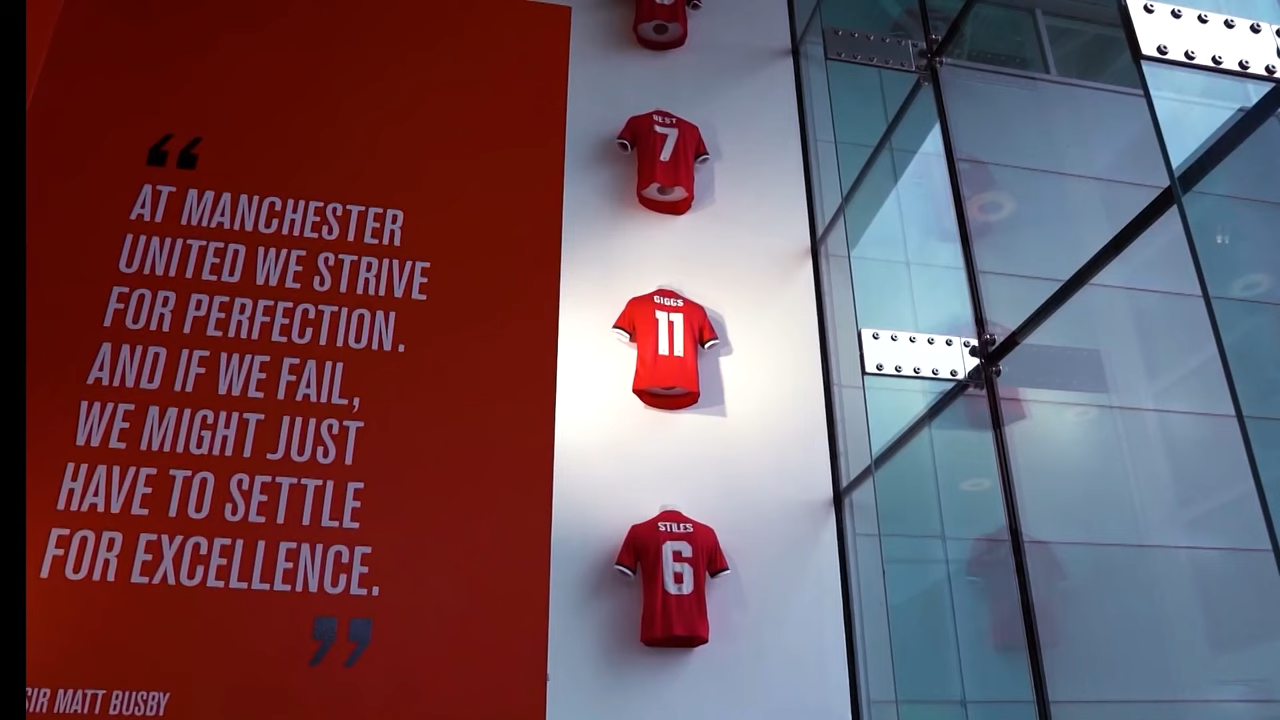 “
AT MANCHESTER
UNITED WE STRIVE
FOR PERFECTION.
AND IF WE FAIL,
WE MIGHT JUST
HAVE TO SETTLE
FOR EXCELLENCE.
”
SIR MATT BUSBY
BEST
7
GIGGS
11
STILES
6